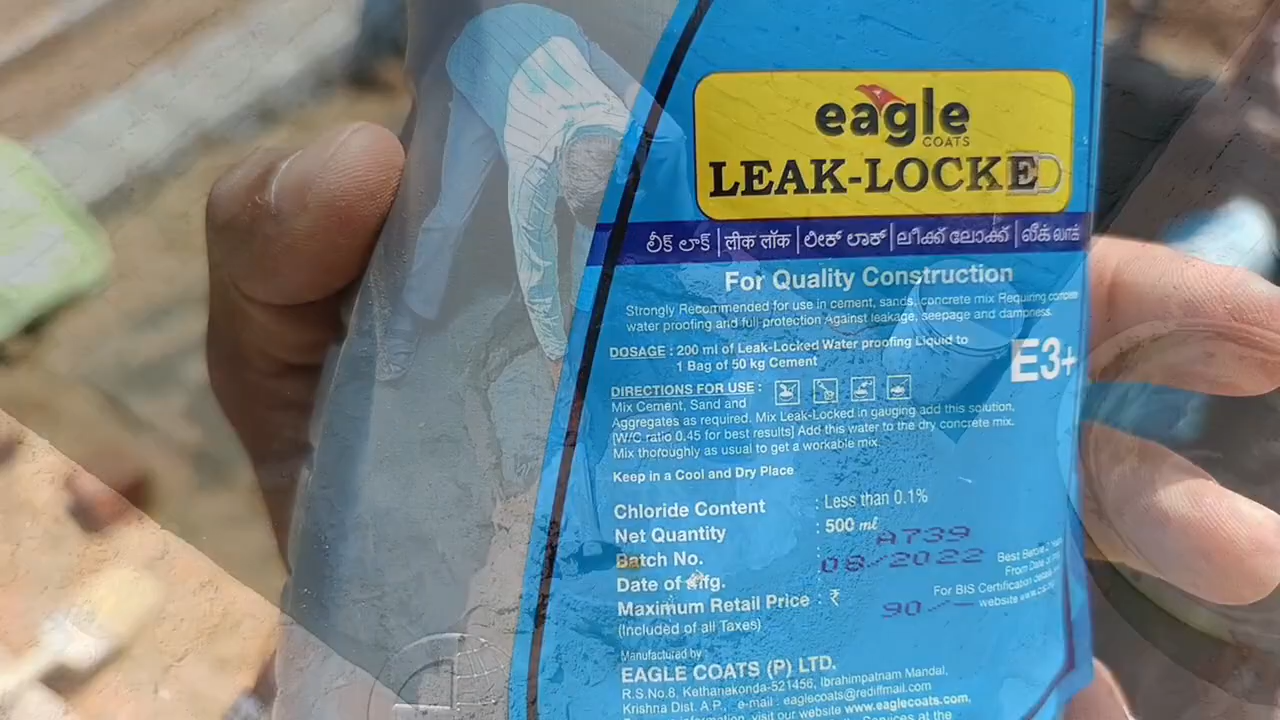 eagle
COATS
LEAK-LOCKED
లీక్ లాక్ | लीक लॉक | ಲೀಕ್ ಲಾಕ್ | ലീക്ക് ലോക്ക് | லீக் லாக்
For Quality Construction
Strongly Recommended for use in cement, sands, concrete mix Requiring
water proofing and full protection Against leakage, seepage and dampness.
DOSAGE : 200 ml of Leak-Locked Water proofing Liquid to
1 Bag of 50 kg Cement
E3+
DIRECTIONS FOR USE :
Mix Cement, Sand and
Aggregates as required. Mix Leak-Locked in gauging add this solution,
[W/C ratio 0.45 for best results] Add this water to the dry concrete mix.
Mix thoroughly as usual to get a workable mix.
Keep in a Cool and Dry Place
Chloride Content : Less than 0.1%
Net Quantity : 500 ml
Batch No. : A739
Date of Mfg. : 08/2022
Maximum Retail Price : ₹ 90/-
(Included of all Taxes)
Best Before
From Date of
For BIS Certification details
website
Manufactured by :
EAGLE COATS (P) LTD.
R.S.No.8, Kethanakonda-521456, Ibrahimpatnam Mandal,
Krishna Dist. A.P., e-mail : eaglecoats@rediffmail.com
information, visit our website www.eaglecoats.com,
Services at the